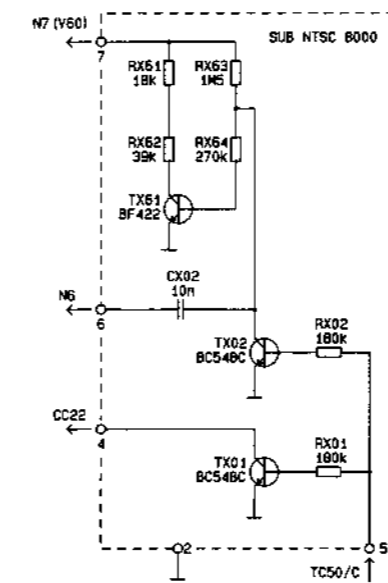 N7 (V60)
SUB NTSC 8000
7
RX61
18k
RX63
1M5
RX62
39k
RX64
270k
TX61
BF422
CX02
10n
N6
6
RX02
180k
TX02
BC548C
CC22
4
RX01
180k
TX01
BC548C
2
5
TC50/C